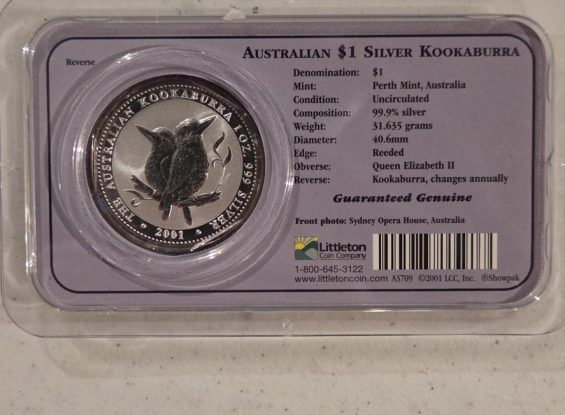 Reverse
AUSTRALIAN $1 SILVER KOOKABURRA
Denomination: $1
Mint: Perth Mint, Australia
Condition: Uncirculated
Composition: 99.9% silver
Weight: 31.635 grams
Diameter: 40.6mm
Edge: Reeded
Obverse: Queen Elizabeth II
Reverse: Kookaburra, changes annually
Guaranteed Genuine
Front photo: Sydney Opera House, Australia
THE AUSTRALIAN KOOKABURRA 1 OZ. 999 SILVER
2001
Littleton
Coin Company
1-800-645-3122
www.littletoncoin.com A3709 ©2001 LCC, Inc. ®Showpak